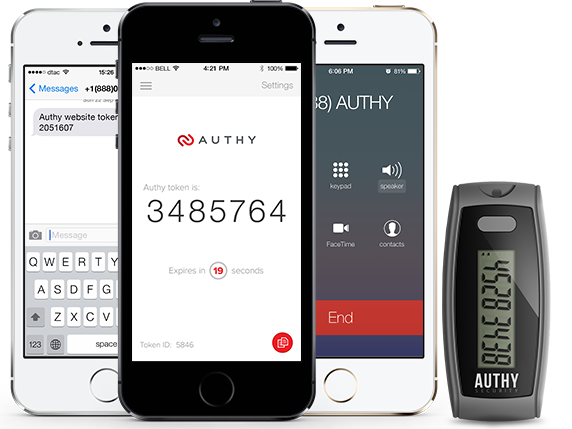 dtac
15:26
Messages
+1(888)0
Authy website token
2051607
Message
Q W E R T Y
A S D F G
Z X C V
123
space
BELL
4:21 PM
100%
Settings
AUTHY
Authy token is:
3485764
Expires in 19 seconds
Token ID: 5846
6:06 PM
81%
8) AUTHY
keypad
speaker
FaceTime
contacts
End
AUTHY
SECURITY